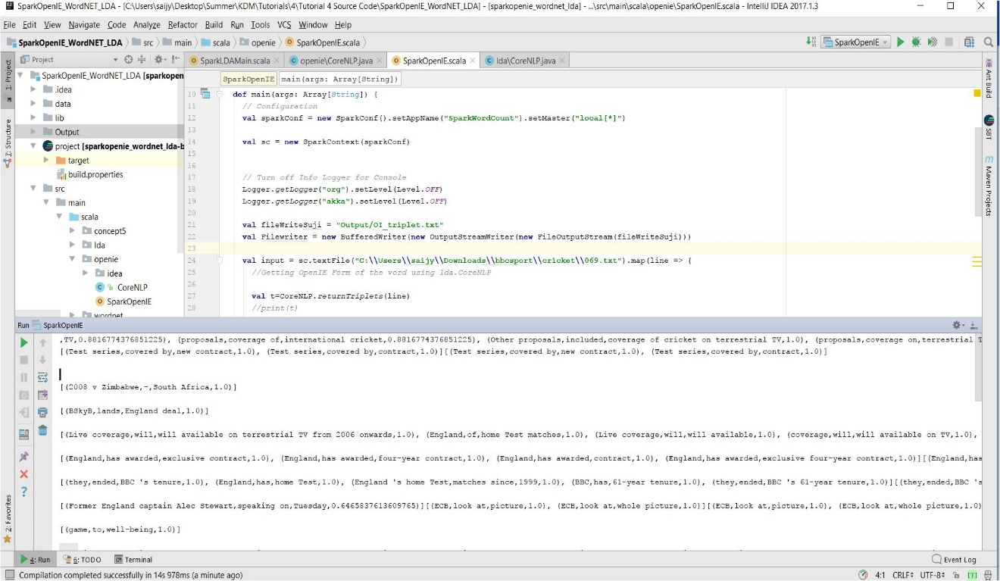 SparkOpenIE_WordNET_LDA - [C:\Users\saijy\Desktop\Summer\KDM\Tutorials\4\Tutorial 4 Source Code\SparkOpenIE_WordNET_LDA] - [sparkopenie_wordnet_lda] - ...\src\main\scala\openie\SparkOpenIE.scala - IntelliJ IDEA 2017.1.3
File Edit View Navigate Code Analyze Refactor Build Run Tools VCS Window Help
SparkOpenIE_WordNET_LDA src main scala openie SparkOpenIE.scala
SparkOpenIE
Project
SparkLDAMain.scala openie\CoreNLP.java SparkOpenIE.scala lda\CoreNLP.java
1: Project
Z: Structure
2: Favorites
SparkOpenIE_WordNET_LDA [sparkopen
.idea
data
lib
Output
project [sparkopenie_wordnet_lda-b
target
build.properties
src
main
scala
concept5
lda
openie
idea
CoreNLP
SparkOpenIE
wordnet
SparkOpenIE main(args: Array[String])
10 def main(args: Array[String]) {
11 // Configuration
12 val sparkConf = new SparkConf().setAppName("SparkWordCount").setMaster("local[*]")
13
14 val sc = new SparkContext(sparkConf)
15
16
17 // Turn off Info Logger for Console
18 Logger.getLogger("org").setLevel(Level.OFF)
19 Logger.getLogger("akka").setLevel(Level.OFF)
20
21 val fileWriteSuji = "Output/OI_triplet.txt"
22 val Filewriter = new BufferedWriter(new OutputStreamWriter(new FileOutputStream(fileWriteSuji)))
23
24 val input = sc.textFile("C:\\Users\\saijy\\Downloads\\bbcsport\\cricket\\069.txt").map(line => {
25 //Getting OpenIE Form of the word using lda.CoreNLP
26
27 val t=CoreNLP.returnTriplets(line)
28 //print(t)
Ant Build
SBT
Maven Projects
Run SparkOpenIE
,TV,0.8816774376851225), (proposals,coverage of,international cricket,0.8816774376851225), (Other proposals,included,coverage of cricket on terrestrial TV,1.0), (proposals,coverage on,terrestrial T
[(Test series,covered by,new contract,1.0), (Test series,covered by,contract,1.0)][(Test series,covered by,new contract,1.0), (Test series,covered by,contract,1.0)]
[(2008 v Zimbabwe,-,South Africa,1.0)]
[(BSkyB,lands,England deal,1.0)]
[(Live coverage,will,will available on terrestrial TV from 2006 onwards,1.0), (England,of,home Test matches,1.0), (Live coverage,will,will available,1.0), (coverage,will,will available on TV,1.0),
[(England,has awarded,exclusive contract,1.0), (England,has awarded,four-year contract,1.0), (England,has awarded,contract,1.0), (England,has awarded,exclusive four-year contract,1.0)][(England,has
[(they,ended,BBC 's tenure,1.0), (England,has,home Test,1.0), (England 's home Test,matches since,1999,1.0), (BBC,has,61-year tenure,1.0), (they,ended,BBC 's 61-year tenure,1.0)][(they,ended,BBC 's
[(Former England captain Alec Stewart,speaking on,Tuesday,0.6465837613609765)][(ECB,look at,picture,1.0), (ECB,look at,whole picture,1.0)][(ECB,look at,picture,1.0), (ECB,look at,whole picture,1.0)
[(game,to,well-being,1.0)]
4: Run 6: TODO Terminal Event Log
Compilation completed successfully in 14s 978ms (a minute ago) 4:1 CRLF UTF-8